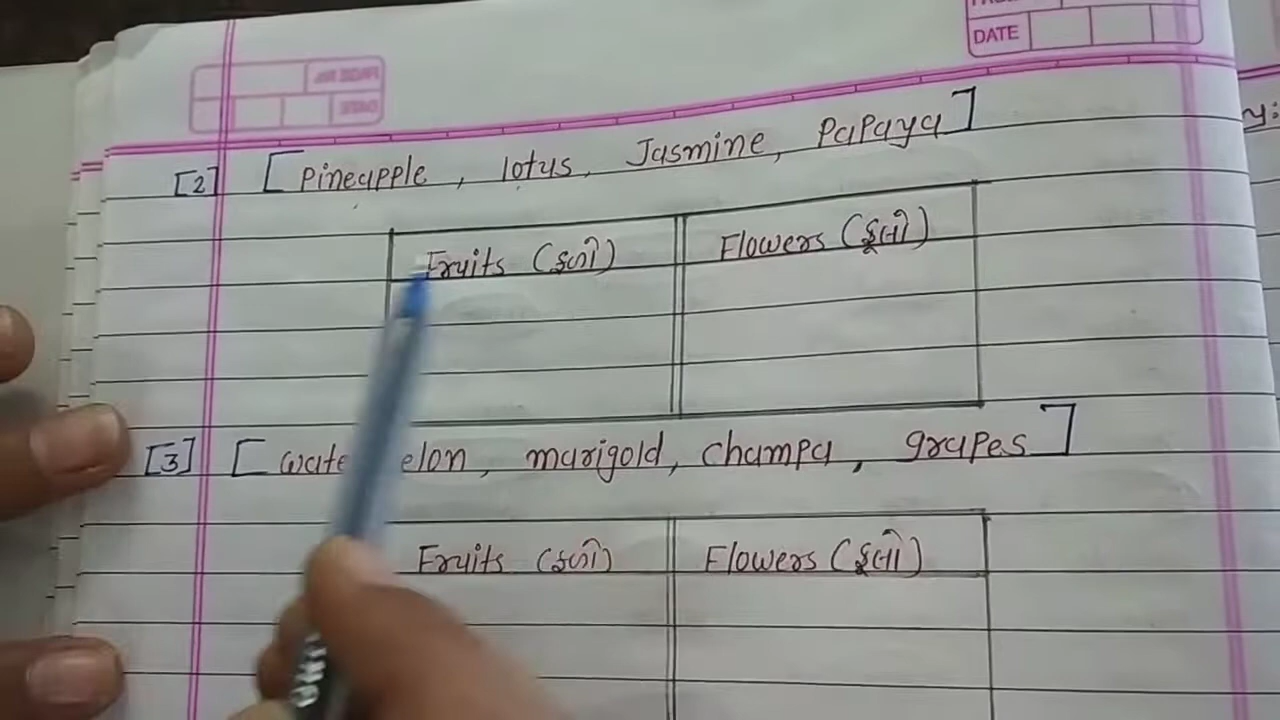 DATE
[2] [Pineapple, lotus, Jasmine, Papaya]
Fruits (ફળો) Flowers (ફૂલો)
[3] [elon, marigold, champa, grapes]
Fruits (ફળો) Flowers (ફૂલો)